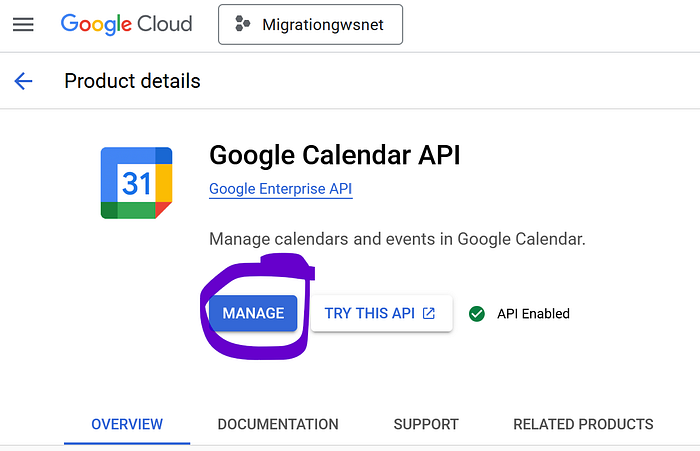 Google Cloud
Migrationgwsnet
Product details
31
Google Calendar API
Google Enterprise API
Manage calendars and events in Google Calendar.
MANAGE
TRY THIS API
API Enabled
OVERVIEW
DOCUMENTATION
SUPPORT
RELATED PRODUCTS